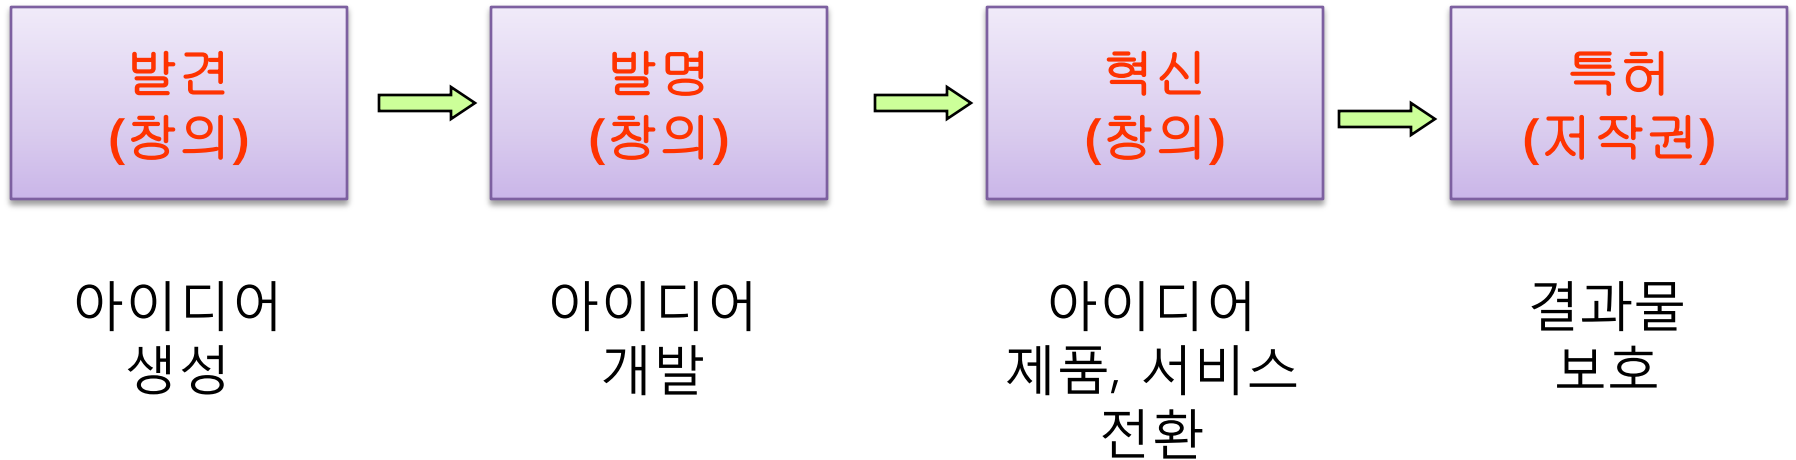 발견
(창의)
발명
(창의)
혁신
(창의)
특허
(저작권)
아이디어
생성
아이디어
개발
아이디어
제품, 서비스
전환
결과물
보호